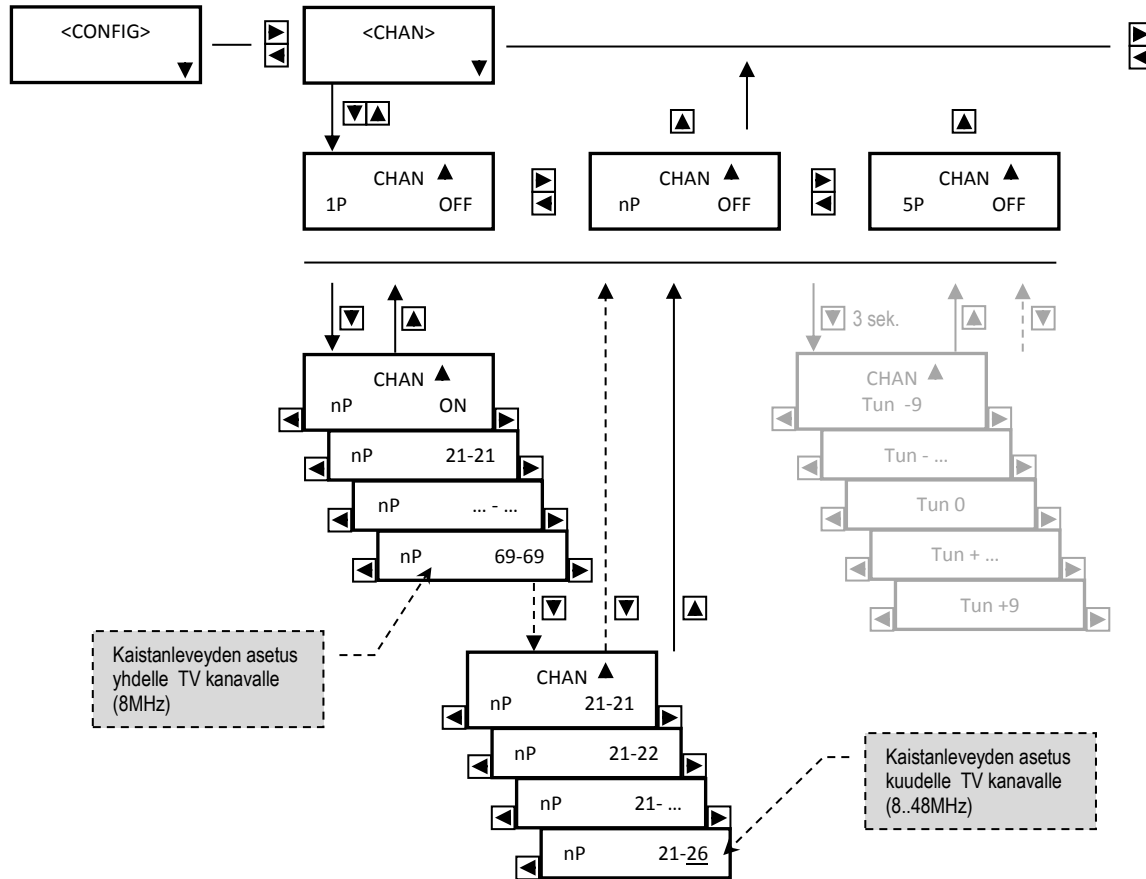 <CONFIG>
<CHAN>
CHAN
1P OFF
CHAN
nP OFF
CHAN
5P OFF
3 sek.
CHAN
nP ON
nP 21-21
nP ... - ...
nP 69-69
CHAN
Tun -9
Tun - ...
Tun 0
Tun + ...
Tun +9
Kaistanleveyden asetus
yhdelle TV kanavalle
(8MHz)
CHAN
nP 21-21
nP 21-22
nP 21- ...
nP 21-26
Kaistanleveyden asetus
kuudelle TV kanavalle
(8..48MHz)